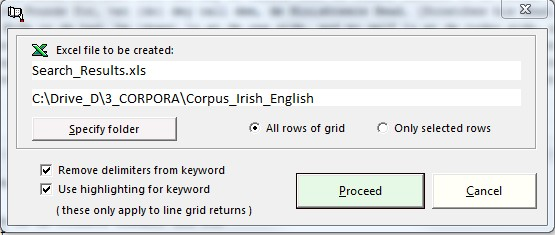 Excel file to be created:
Search_Results.xls
C:\Drive_D\3_CORPORA\Corpus_Irish_English
Specify folder
All rows of grid
Only selected rows
Remove delimiters from keyword
Use highlighting for keyword
( these only apply to line grid returns )
Proceed
Cancel